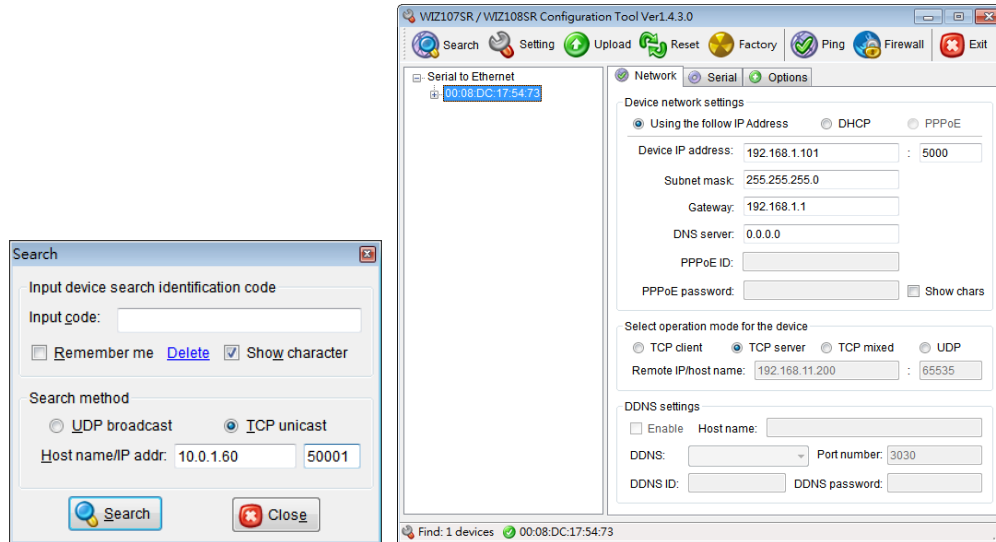 Search
Input device search identification code
Input code:
Remember me Delete Show character
Search method
UDP broadcast TCP unicast
Host name/IP addr: 10.0.1.60 50001
Search Close
WIZ107SR / WIZ108SR Configuration Tool Ver1.4.3.0
Search Setting Upload Reset Factory Ping Firewall Exit
Serial to Ethernet
00:08:DC:17:54:73
Network Serial Options
Device network settings
Using the follow IP Address DHCP PPPoE
Device IP address: 192.168.1.101 : 5000
Subnet mask: 255.255.255.0
Gateway: 192.168.1.1
DNS server: 0.0.0.0
PPPoE ID:
PPPoE password: Show chars
Select operation mode for the device
TCP client TCP server TCP mixed UDP
Remote IP/host name: 192.168.11.200 : 65535
DDNS settings
Enable Host name:
DDNS: Port number: 3030
DDNS ID: DDNS password:
Find: 1 devices 00:08:DC:17:54:73